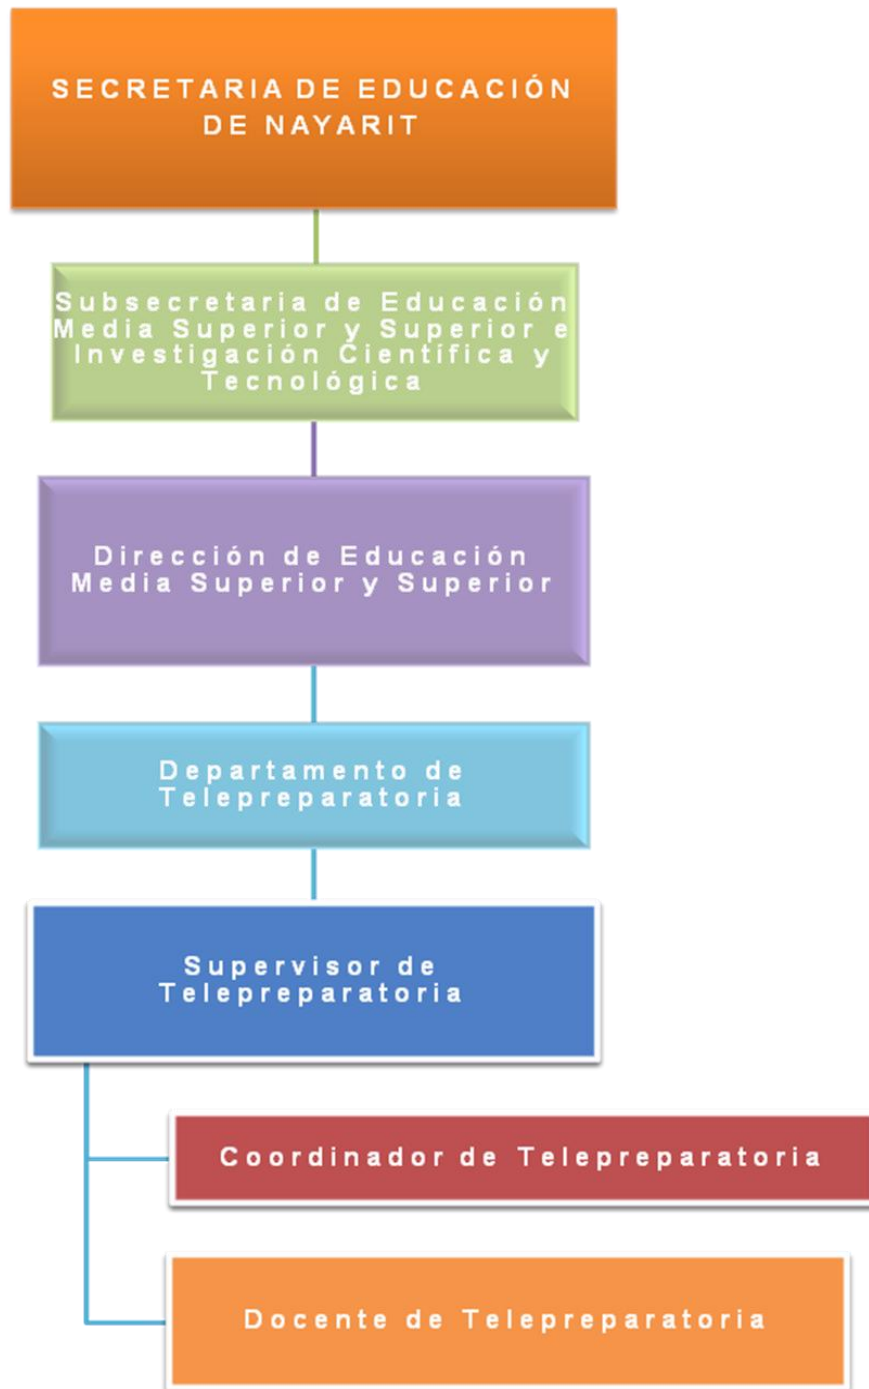 SECRETARIA DE EDUCACIÓN
DE NAYARIT
Subsecretaria de Educación
Media Superior y Superior e
Investigación Científica y
Tecnológica
Dirección de Educación
Media Superior y Superior
Departamento de
Telepreparatoria
Supervisor de
Telepreparatoria
Coordinador de Telepreparatoria
Docente de Telepreparatoria